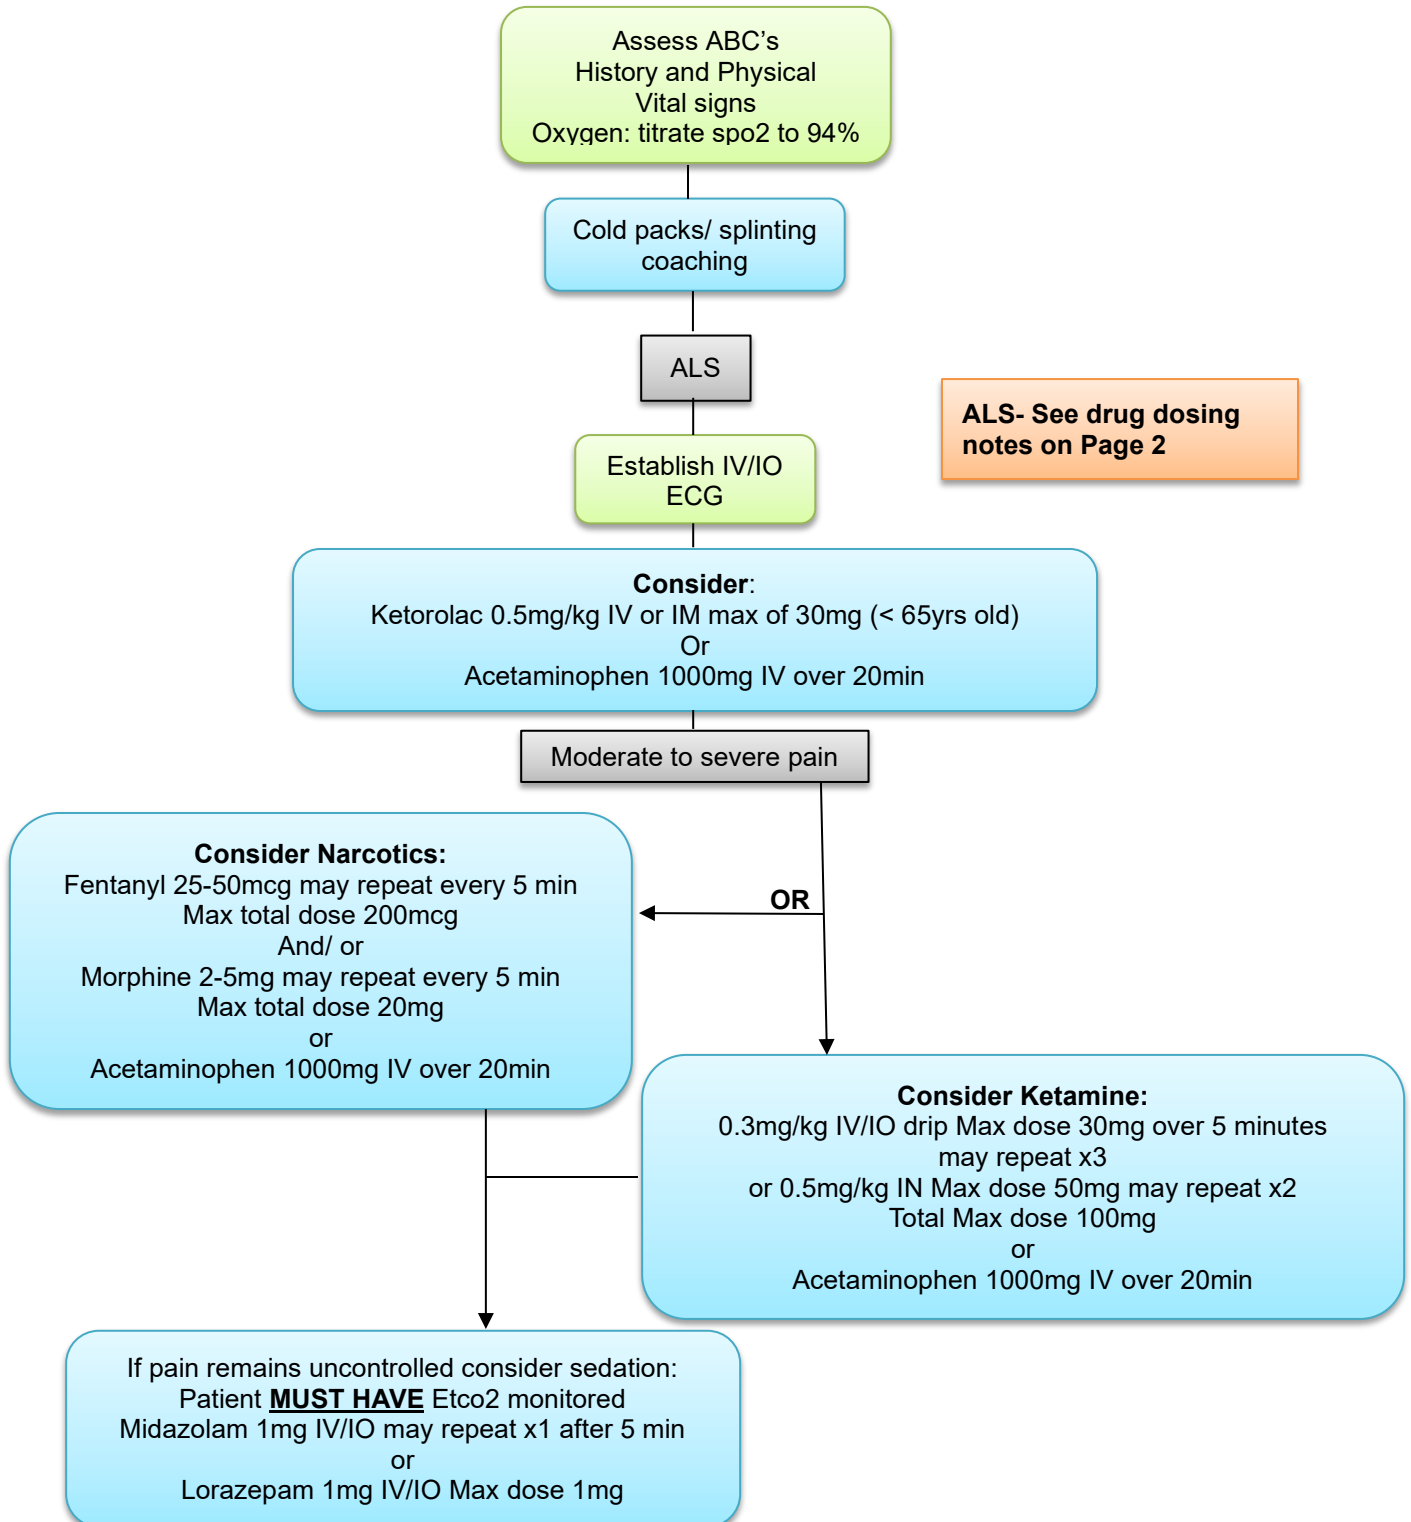 Assess ABC’s
History and Physical
Vital signs
Oxygen: titrate spo2 to 94%
Cold packs/ splinting
coaching
ALS
ALS- See drug dosing
notes on Page 2
Establish IV/IO
ECG
Consider:
Ketorolac 0.5mg/kg IV or IM max of 30mg (< 65yrs old)
Or
Acetaminophen 1000mg IV over 20min
Moderate to severe pain
Consider Narcotics:
Fentanyl 25-50mcg may repeat every 5 min
Max total dose 200mcg
And/ or
Morphine 2-5mg may repeat every 5 min
Max total dose 20mg
or
Acetaminophen 1000mg IV over 20min
OR
Consider Ketamine:
0.3mg/kg IV/IO drip Max dose 30mg over 5 minutes
may repeat x3
or 0.5mg/kg IN Max dose 50mg may repeat x2
Total Max dose 100mg
or
Acetaminophen 1000mg IV over 20min
If pain remains uncontrolled consider sedation:
Patient MUST HAVE Etco2 monitored
Midazolam 1mg IV/IO may repeat x1 after 5 min
or
Lorazepam 1mg IV/IO Max dose 1mg